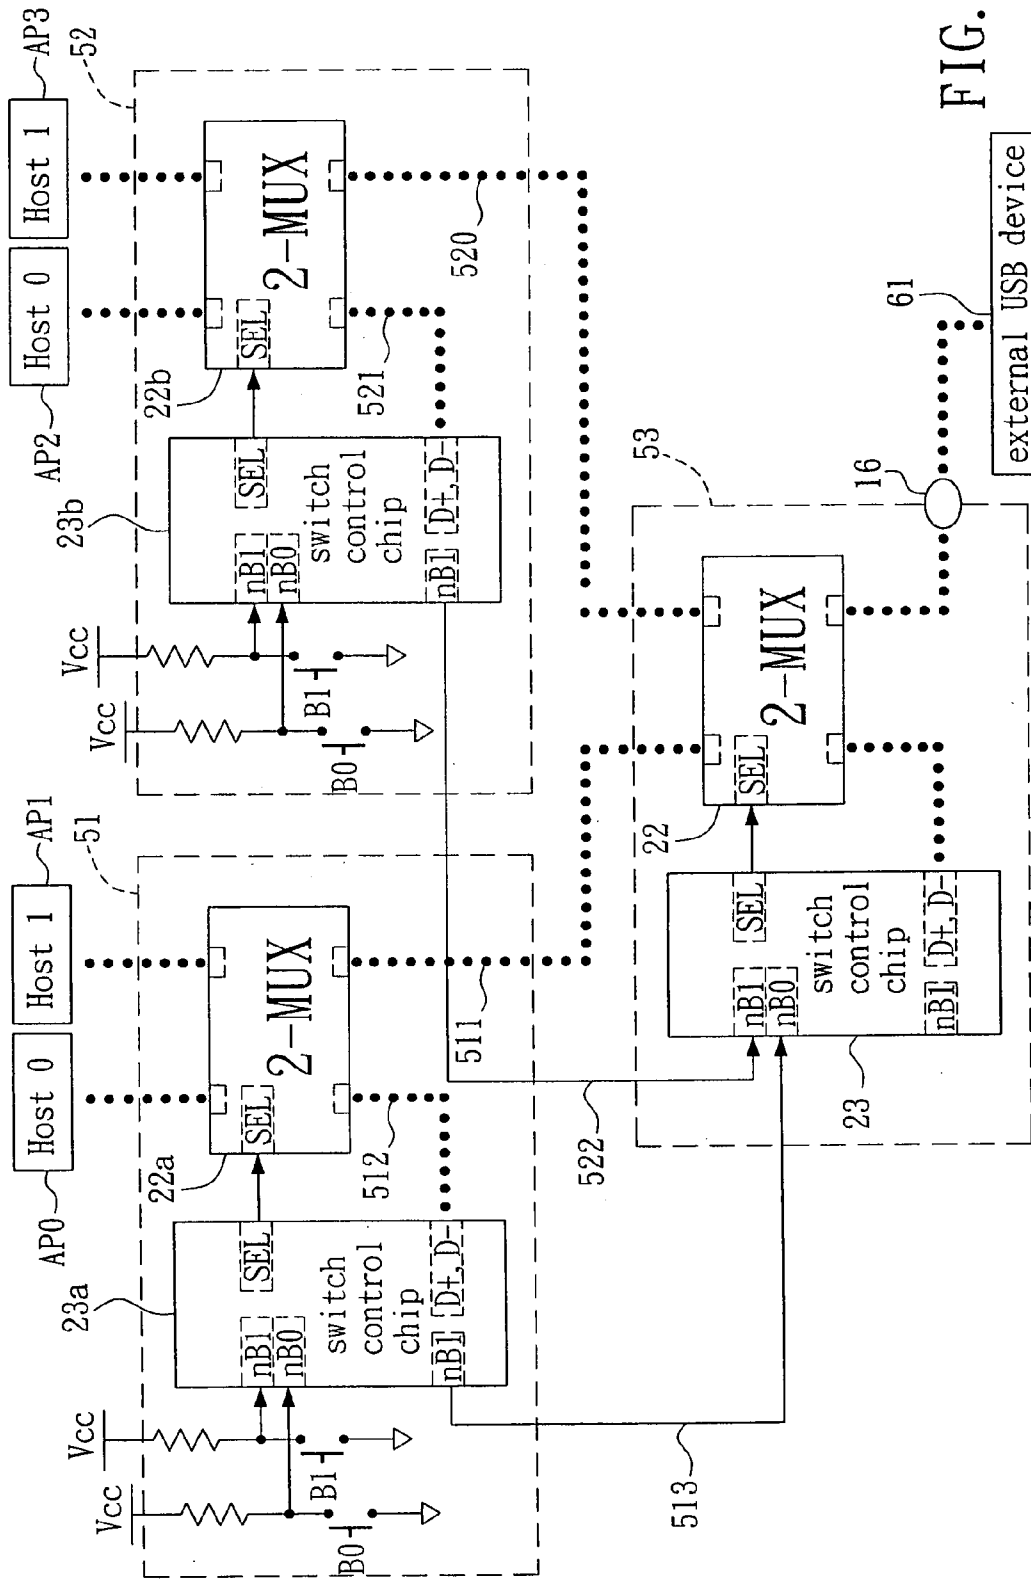 AP0
Host 0
Host 1
AP1
51
AP2
Host 0
Host 1
AP3
52
Vcc
Vcc
B1
B0
23a
nB1
nB0
SEL
switch
control
chip
nB1
D+,D-
22a
SEL
2-MUX
512
511
513
Vcc
Vcc
B1
B0
23b
nB1
nB0
SEL
switch
control
chip
nB1
D+,D-
22b
SEL
2-MUX
521
520
522
53
nB1
nB0
SEL
switch
control
chip
nB1
D+,D-
23
22
SEL
2-MUX
16
61
external USB device
FIG.